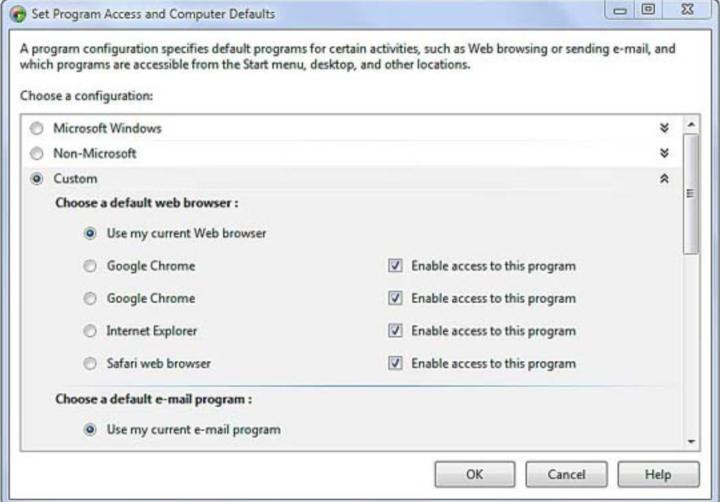 Set Program Access and Computer Defaults
A program configuration specifies default programs for certain activities, such as Web browsing or sending e-mail, and
which programs are accessible from the Start menu, desktop, and other locations.
Choose a configuration:
Microsoft Windows
Non-Microsoft
Custom
Choose a default web browser :
Use my current Web browser
Google Chrome Enable access to this program
Google Chrome Enable access to this program
Internet Explorer Enable access to this program
Safari web browser Enable access to this program
Choose a default e-mail program :
Use my current e-mail program
OK Cancel Help